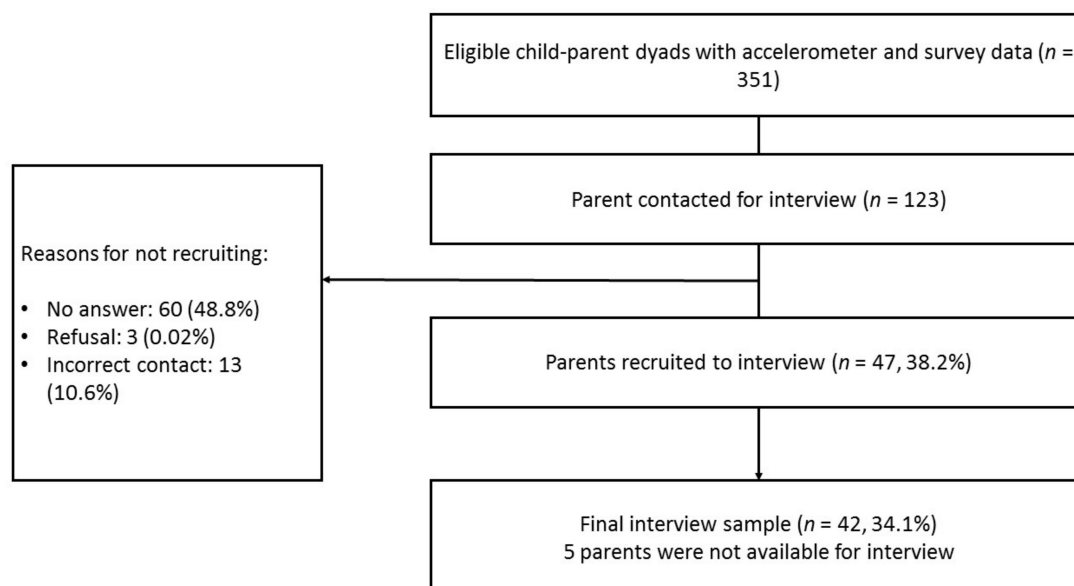 Eligible child-parent dyads with accelerometer and survey data (n =
351)
Parent contacted for interview (n = 123)
Reasons for not recruiting:
• No answer: 60 (48.8%)
• Refusal: 3 (0.02%)
• Incorrect contact: 13
(10.6%)
Parents recruited to interview (n = 47, 38.2%)
Final interview sample (n = 42, 34.1%)
5 parents were not available for interview